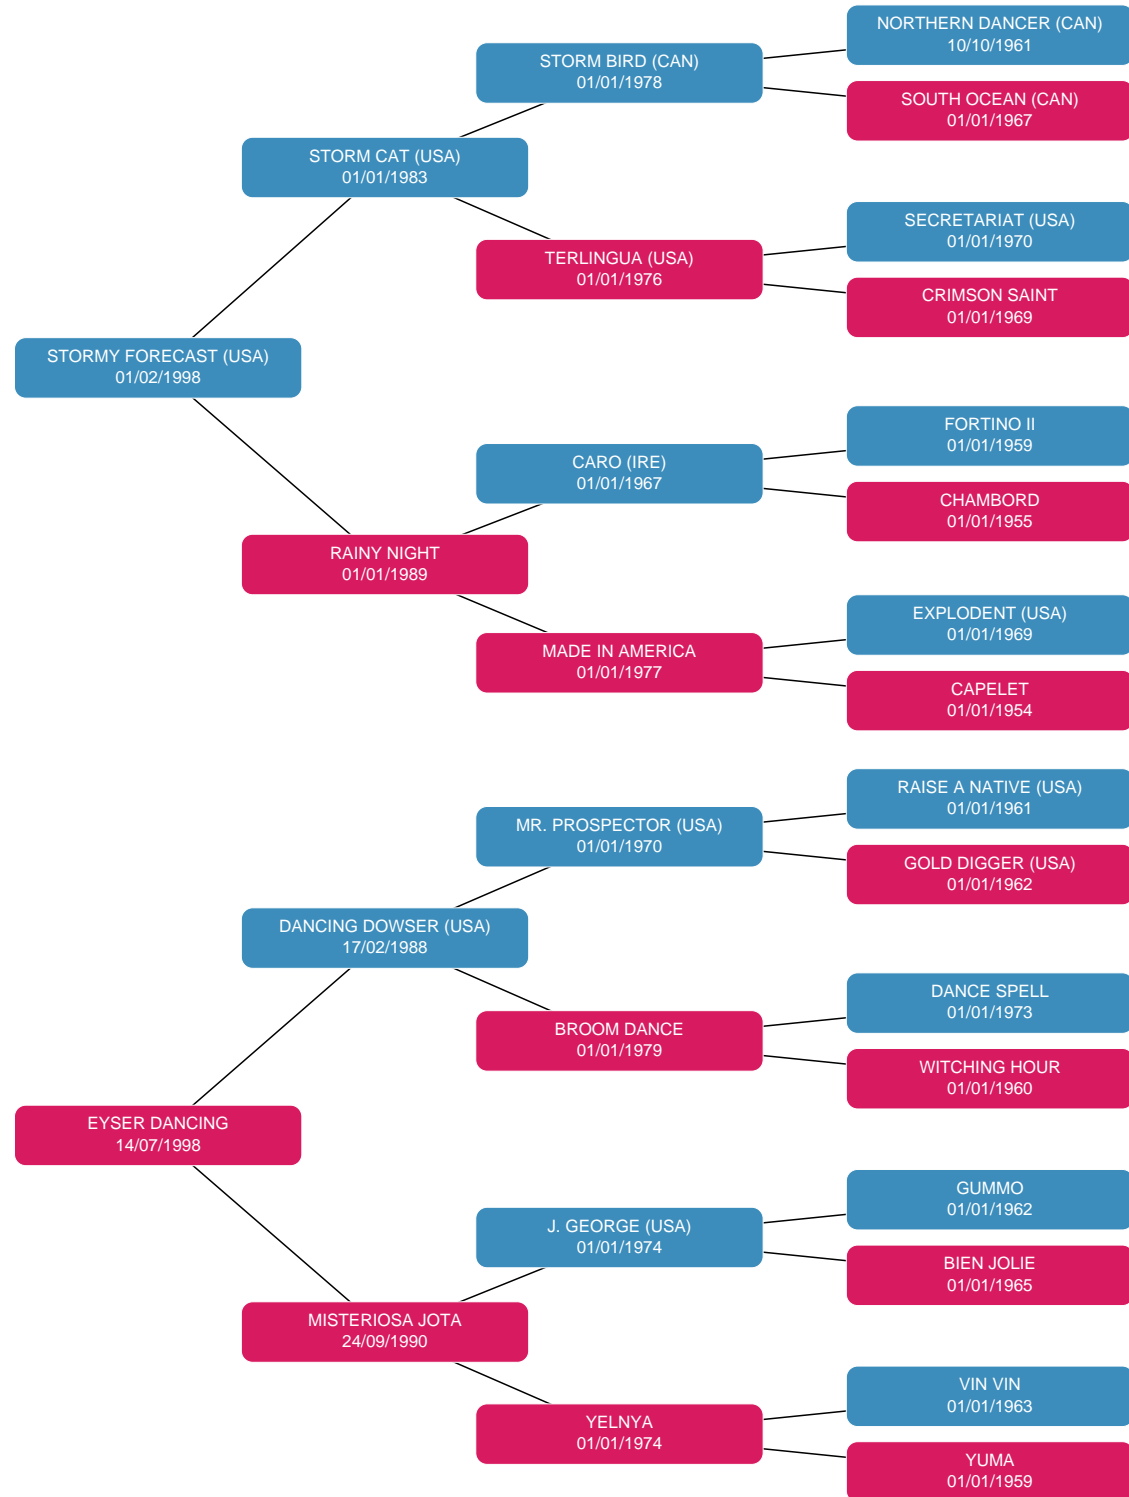 NORTHERN DANCER (CAN)
10/10/1961
STORM BIRD (CAN)
01/01/1978
SOUTH OCEAN (CAN)
01/01/1967
STORM CAT (USA)
01/01/1983
SECRETARIAT (USA)
01/01/1970
TERLINGUA (USA)
01/01/1976
CRIMSON SAINT
01/01/1969
STORMY FORECAST (USA)
01/02/1998
FORTINO II
01/01/1959
CARO (IRE)
01/01/1967
CHAMBORD
01/01/1955
RAINY NIGHT
01/01/1989
EXPLODENT (USA)
01/01/1969
MADE IN AMERICA
01/01/1977
CAPELET
01/01/1954
RAISE A NATIVE (USA)
01/01/1961
MR. PROSPECTOR (USA)
01/01/1970
GOLD DIGGER (USA)
01/01/1962
DANCING DOWSER (USA)
17/02/1988
DANCE SPELL
01/01/1973
BROOM DANCE
01/01/1979
WITCHING HOUR
01/01/1960
EYSER DANCING
14/07/1998
GUMMO
01/01/1962
J. GEORGE (USA)
01/01/1974
BIEN JOLIE
01/01/1965
MISTERIOSA JOTA
24/09/1990
VIN VIN
01/01/1963
YELNYA
01/01/1974
YUMA
01/01/1959